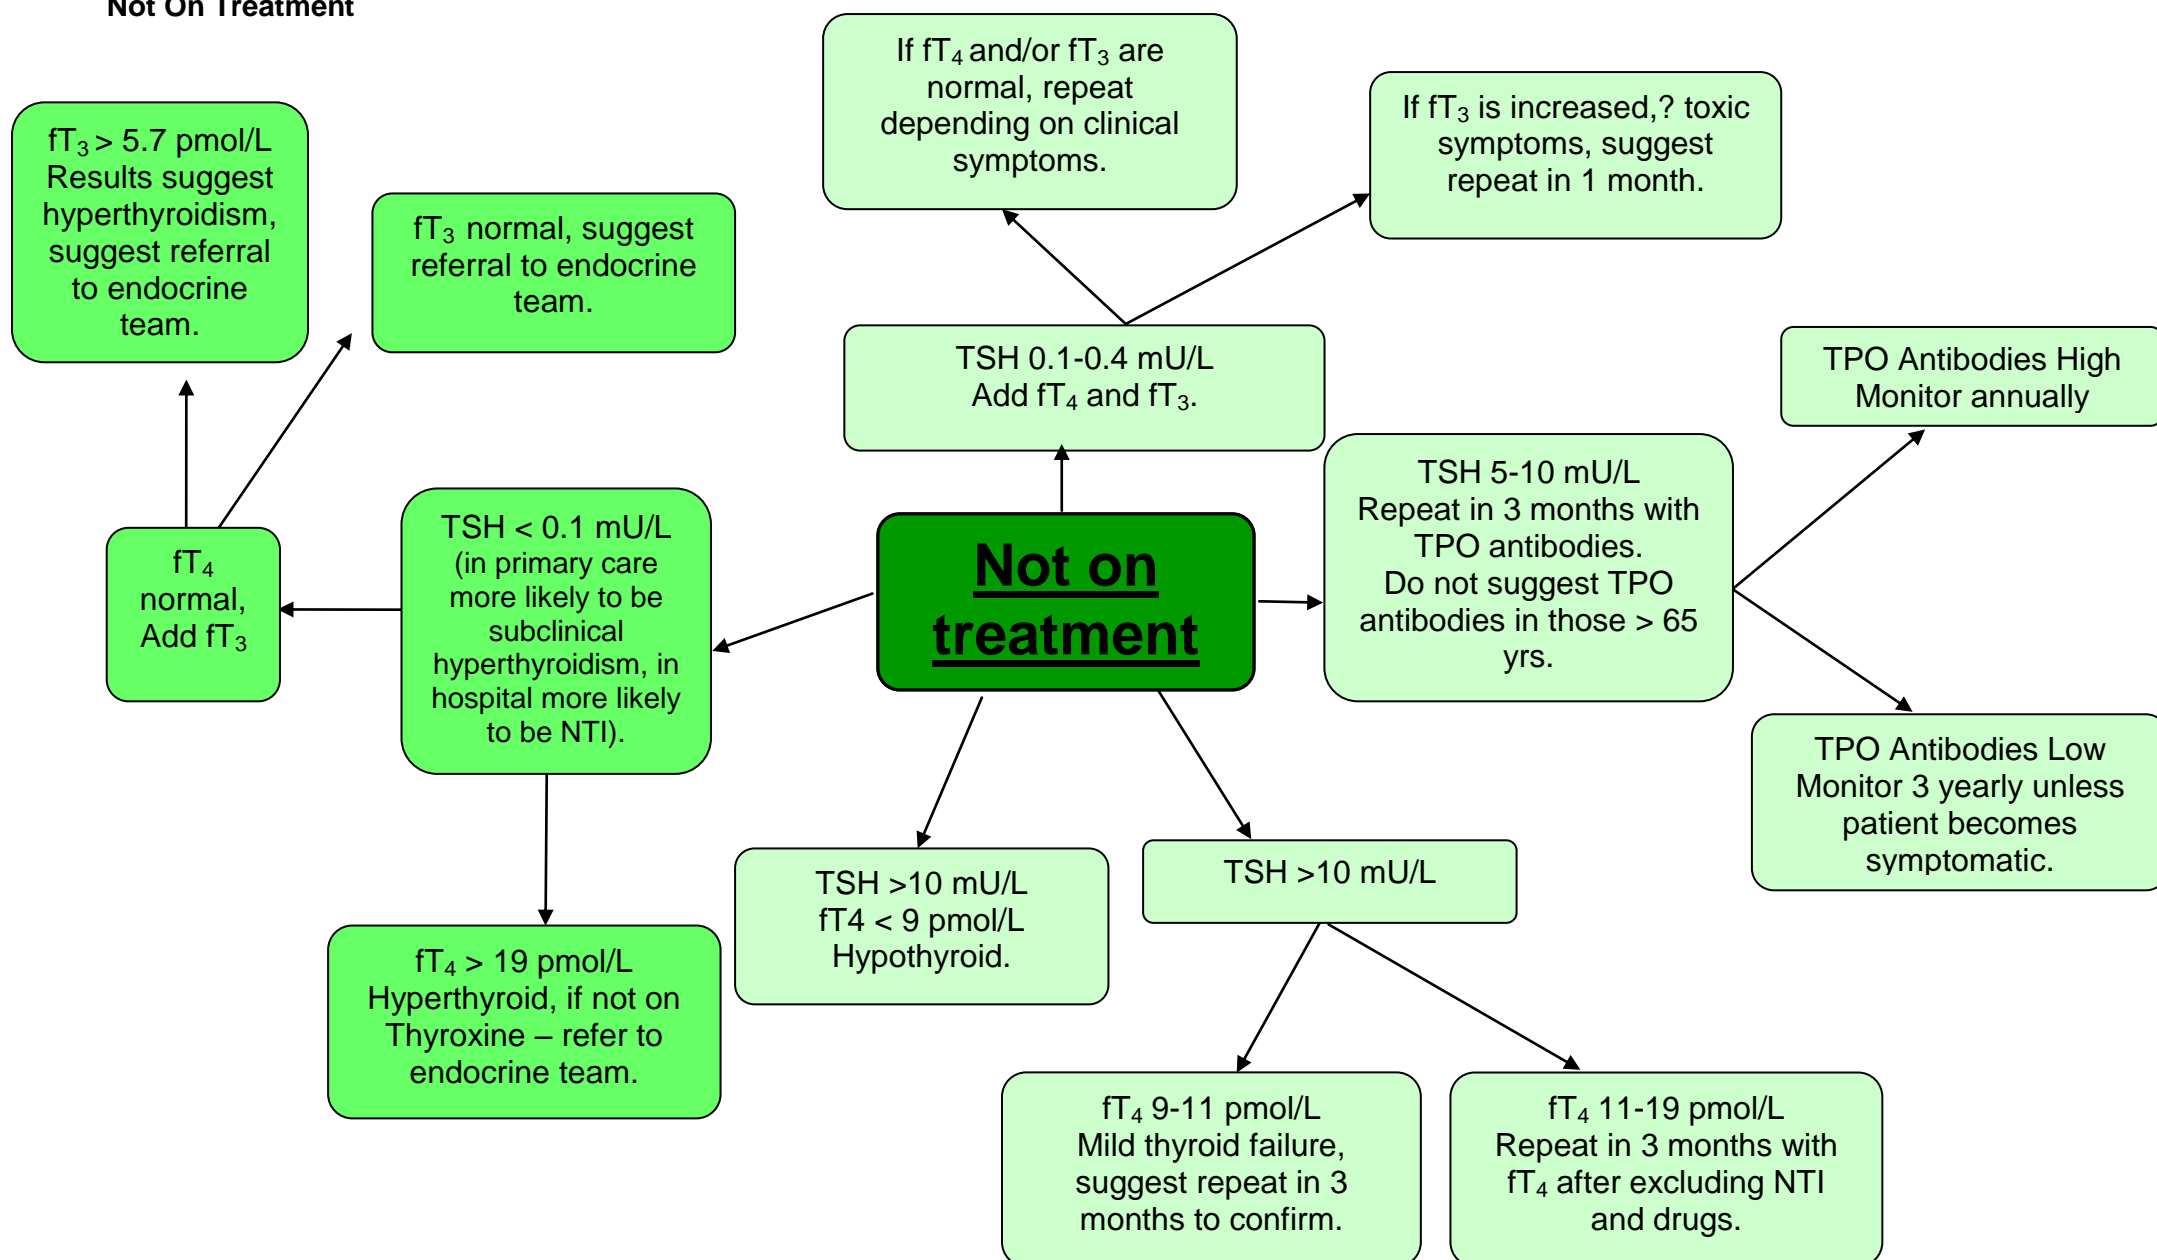 Not On Treatment
If fT₄ and/or fT₃ are
normal, repeat
depending on clinical
symptoms.
If fT₃ is increased,? toxic
symptoms, suggest
repeat in 1 month.
fT₃ > 5.7 pmol/L
Results suggest
hyperthyroidism,
suggest referral
to endocrine
team.
fT₃ normal, suggest
referral to endocrine
team.
TSH 0.1-0.4 mU/L
Add fT₄ and fT₃.
TPO Antibodies High
Monitor annually
TSH 5-10 mU/L
Repeat in 3 months with
TPO antibodies.
Do not suggest TPO
antibodies in those > 65
yrs.
TSH < 0.1 mU/L
(in primary care
more likely to be
subclinical
hyperthyroidism, in
hospital more likely
to be NTI).
fT₄
normal,
Add fT₃
Not on
treatment
TPO Antibodies Low
Monitor 3 yearly unless
patient becomes
symptomatic.
TSH >10 mU/L
fT4 < 9 pmol/L
Hypothyroid.
TSH >10 mU/L
fT₄ > 19 pmol/L
Hyperthyroid, if not on
Thyroxine – refer to
endocrine team.
fT₄ 9-11 pmol/L
Mild thyroid failure,
suggest repeat in 3
months to confirm.
fT₄ 11-19 pmol/L
Repeat in 3 months with
fT₄ after excluding NTI
and drugs.